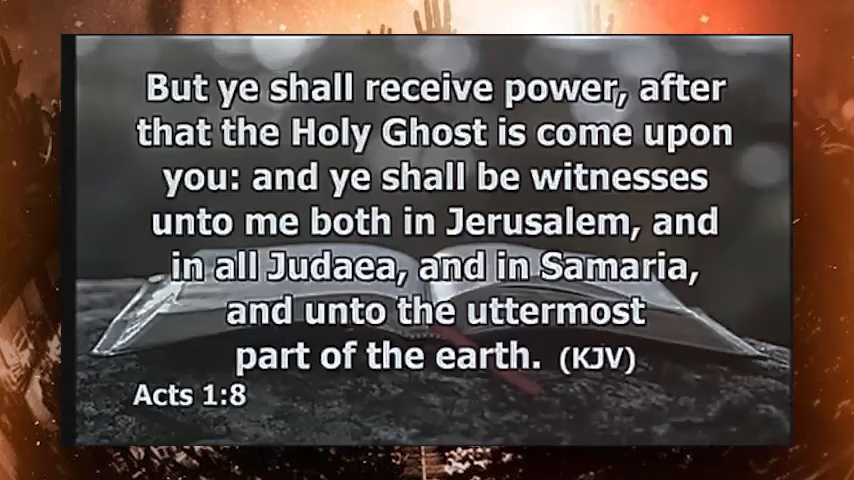 But ye shall receive power, after
that the Holy Ghost is come upon
you: and ye shall be witnesses
unto me both in Jerusalem, and
in all Judaea, and in Samaria,
and unto the uttermost
part of the earth. (KJV)
Acts 1:8